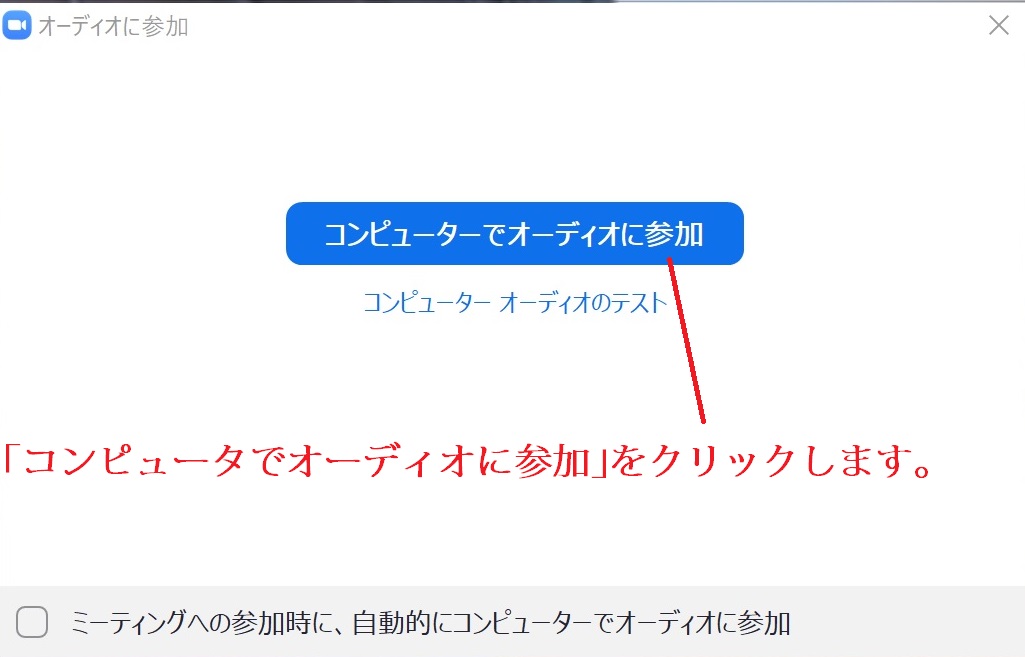 オーディオに参加
コンピューターでオーディオに参加
コンピューター オーディオのテスト
「コンピュータでオーディオに参加」をクリックします。
ミーティングへの参加時に、自動的にコンピューターでオーディオに参加